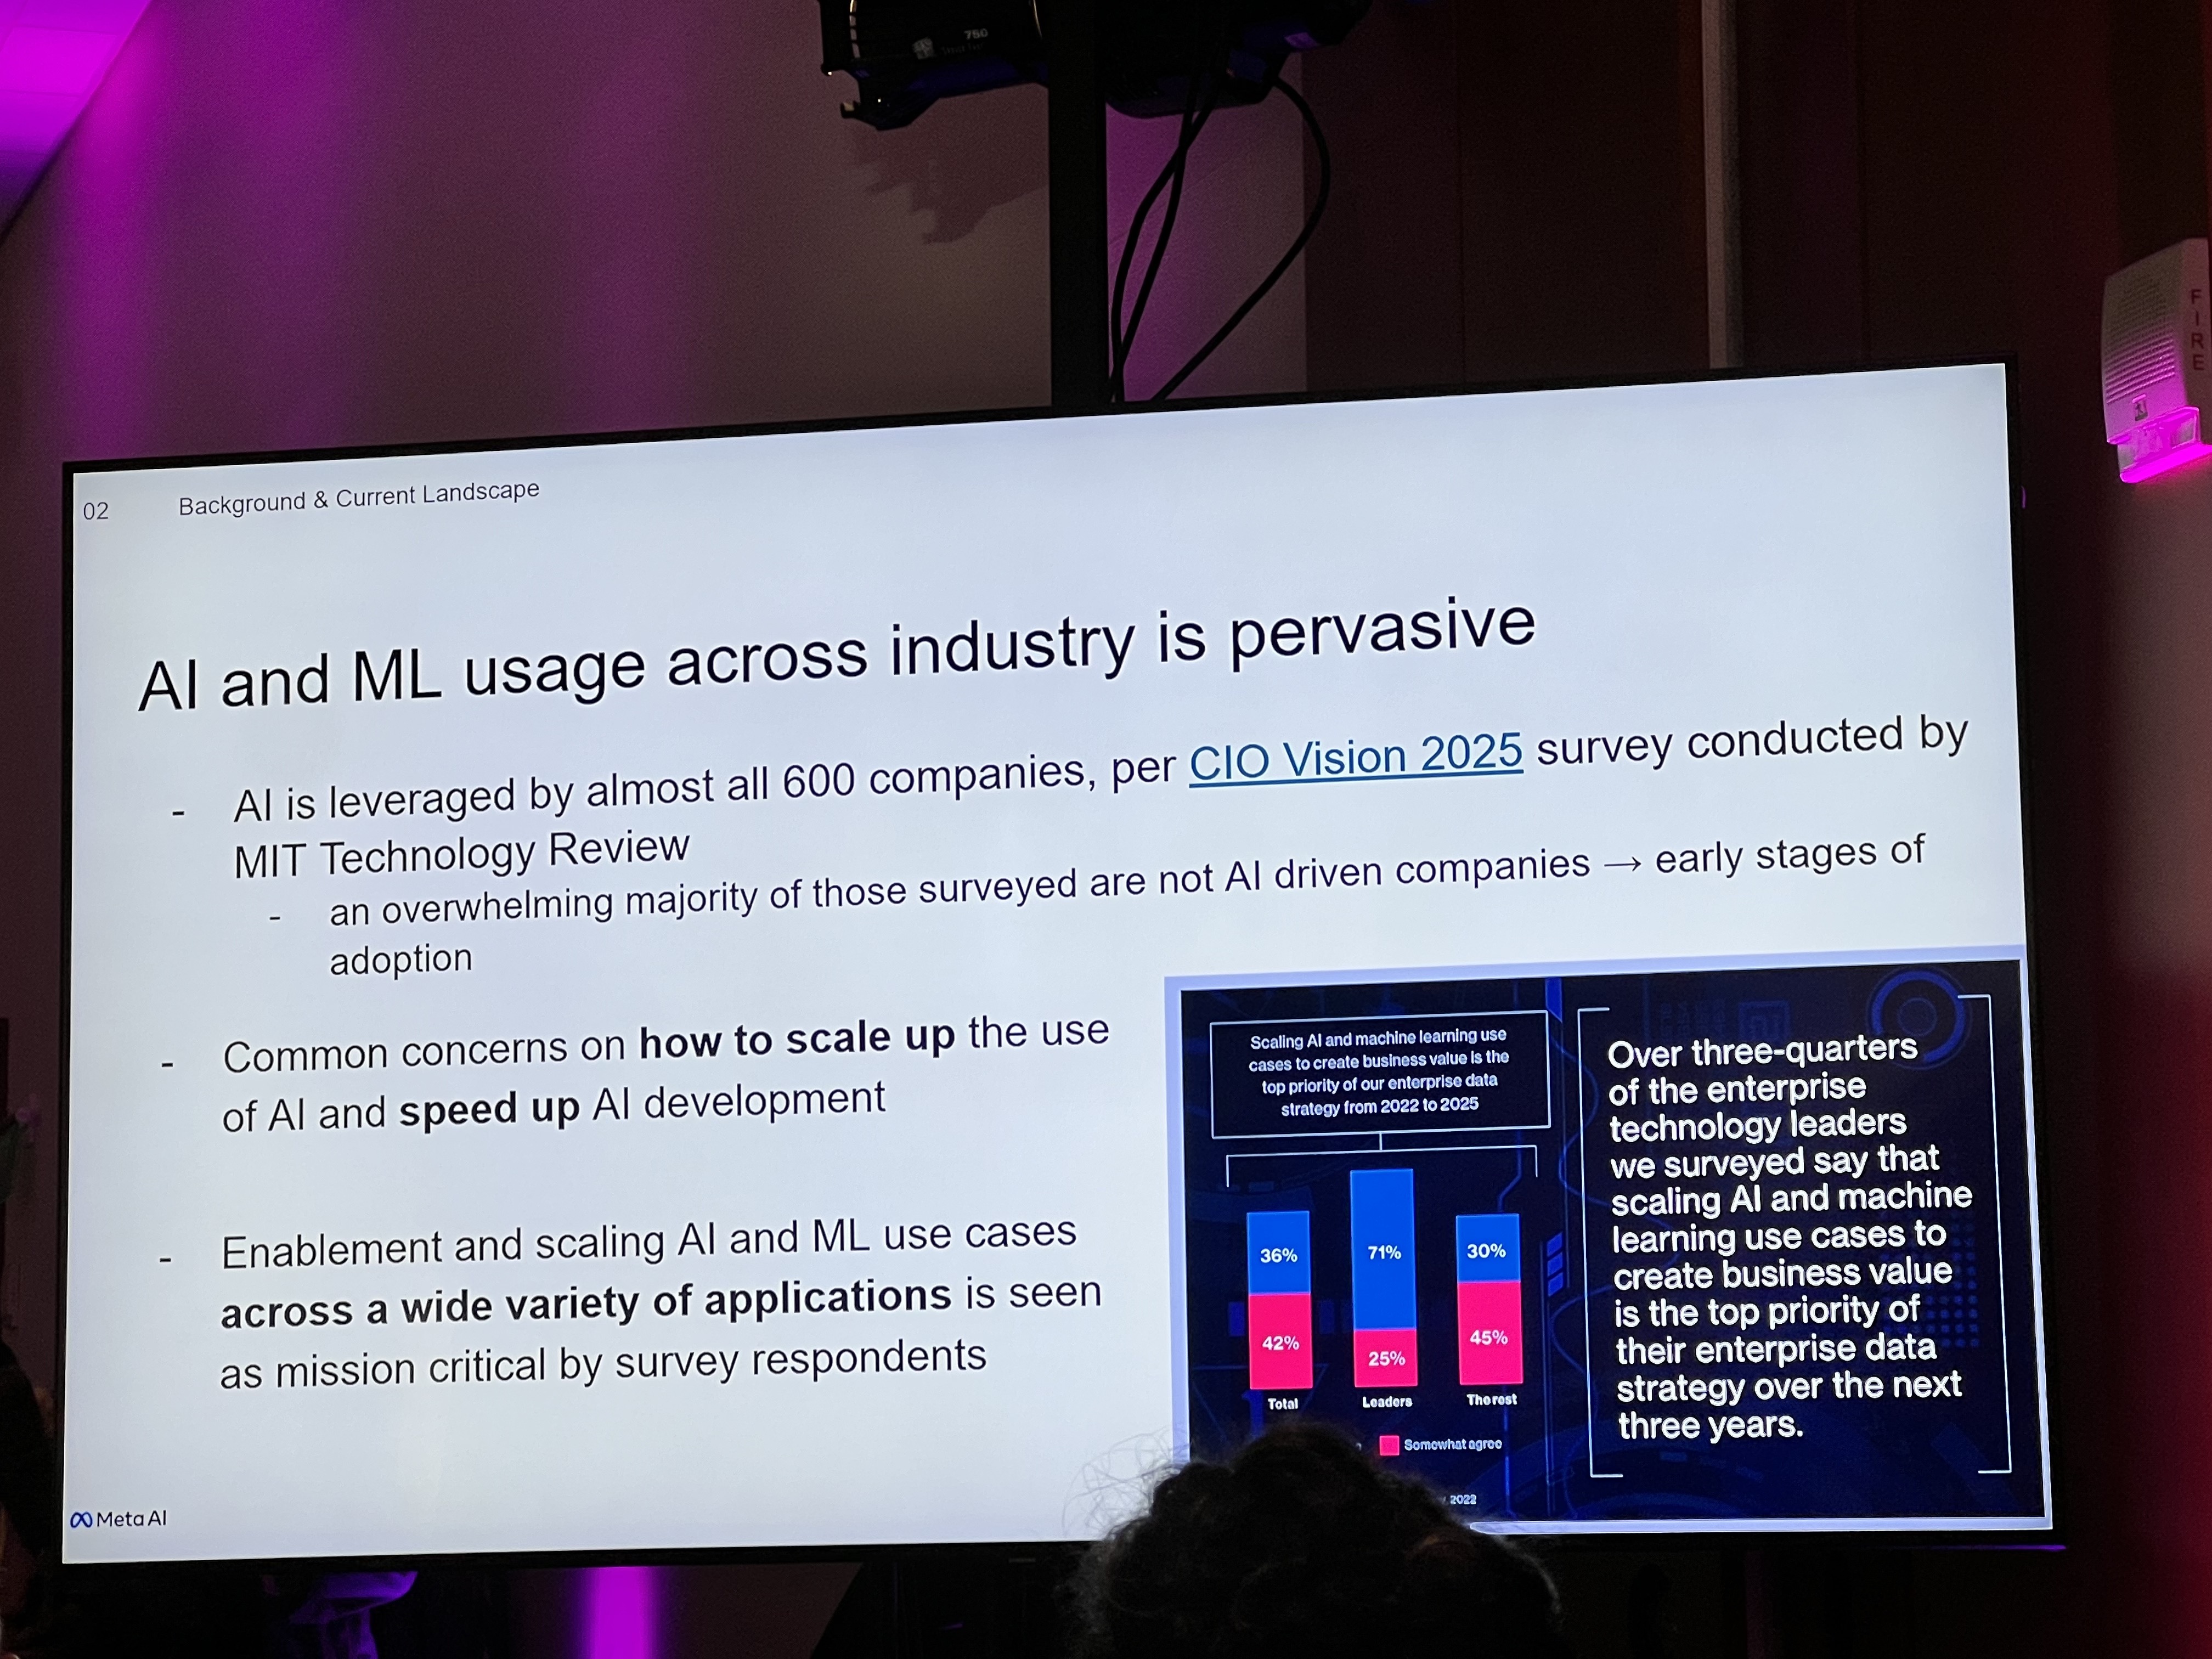 750
FIRE
02
Background & Current Landscape
AI and ML usage across industry is pervasive
- AI is leveraged by almost all 600 companies, per CIO Vision 2025 survey conducted by
MIT Technology Review
- an overwhelming majority of those surveyed are not AI driven companies → early stages of
adoption
- Common concerns on how to scale up the use
of AI and speed up AI development
- Enablement and scaling AI and ML use cases
across a wide variety of applications is seen
as mission critical by survey respondents
Scaling AI and machine learning use
cases to create business value is the
top priority of our enterprise data
strategy from 2022 to 2025
36%
71%
30%
42%
25%
45%
Total
Leaders
The rest
Somewhat agree
2022
Over three-quarters
of the enterprise
technology leaders
we surveyed say that
scaling AI and machine
learning use cases to
create business value
is the top priority of
their enterprise data
strategy over the next
three years.
Meta AI